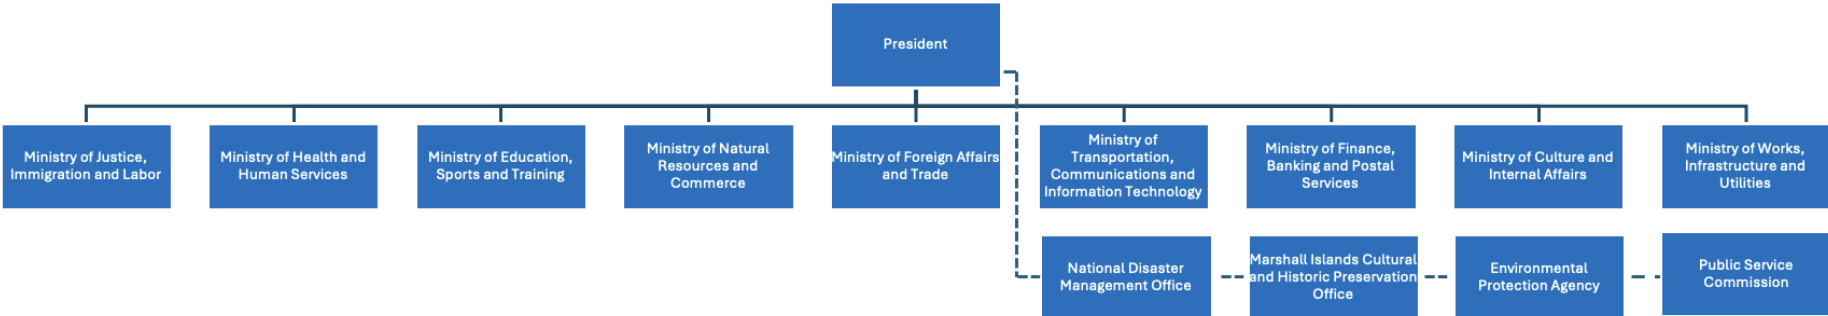 President
Ministry of Justice,
Immigration and Labor
Ministry of Health and
Human Services
Ministry of Education,
Sports and Training
Ministry of Natural
Resources and
Commerce
Ministry of Foreign Affairs
and Trade
Ministry of
Transportation,
Communications and
Information Technology
Ministry of Finance,
Banking and Postal
Services
Ministry of Culture and
Internal Affairs
Ministry of Works,
Infrastructure and
Utilities
National Disaster
Management Office
Marshall Islands Cultural
and Historic Preservation
Office
Environmental
Protection Agency
Public Service
Commission